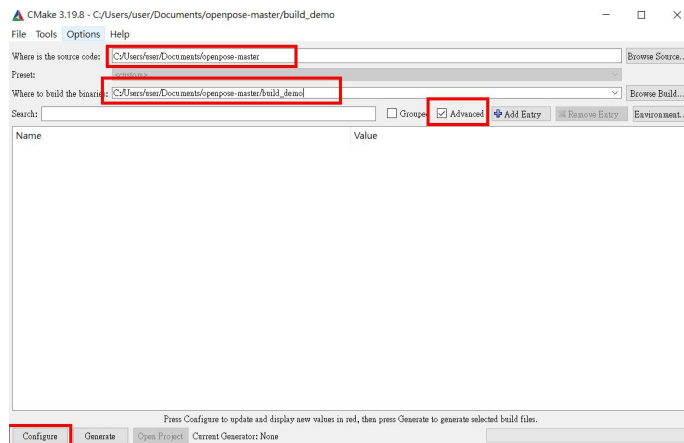 CMake 3.19.8 - C:/Users/user/Documents/openpose-master/build_demo
File Tools Options Help
Where is the source code: C:/Users/user/Documents/openpose-master Browse Source...
Preset: <custom>
Where to build the binaries: C:/Users/user/Documents/openpose-master/build_demo Browse Build...
Search: Grouped Advanced Add Entry Remove Entry Environment...
Name Value
Press Configure to update and display new values in red, then press Generate to generate selected build files.
Configure Generate Open Project Current Generator: None